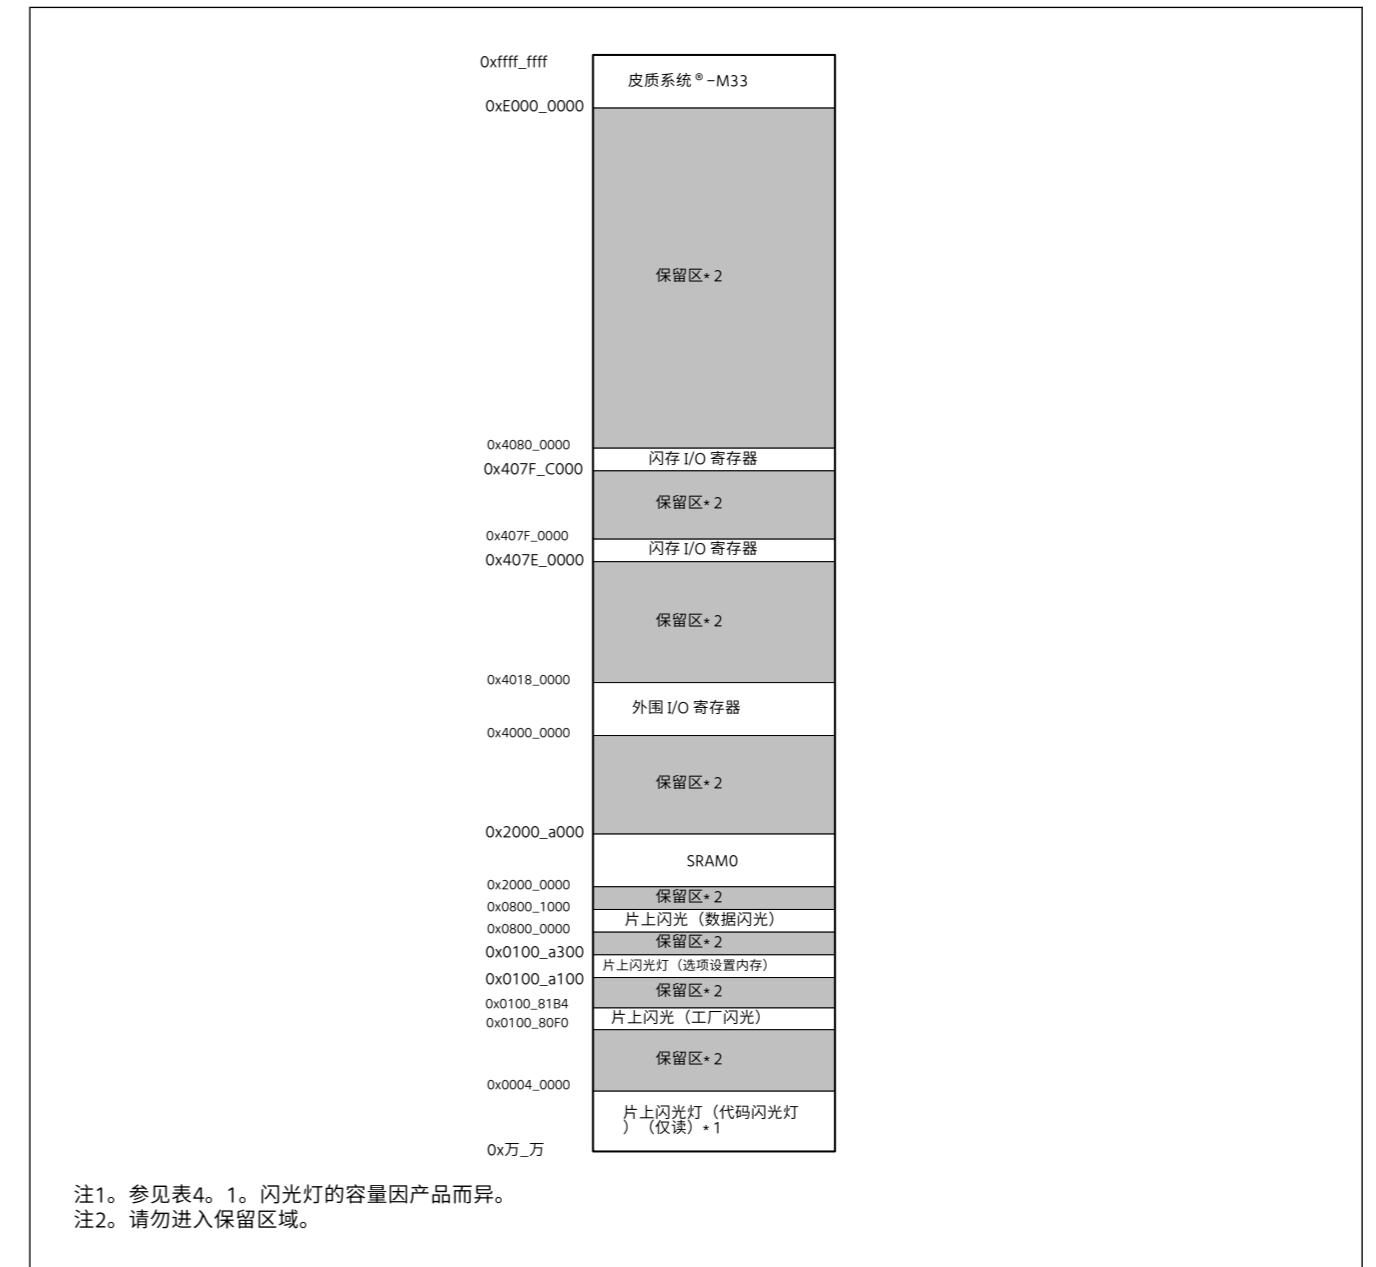 0xffff_ffff
皮质系统®-M33
0xE000_0000
保留区* 2
0x4080_0000
闪存 I/O 寄存器
0x407F_C000
保留区* 2
0x407F_0000
闪存 I/O 寄存器
0x407E_0000
保留区* 2
0x4018_0000
外围 I/O 寄存器
0x4000_0000
保留区* 2
0x2000_a000
SRAM0
0x2000_0000
保留区* 2
0x0800_1000
片上闪光（数据闪光）
0x0800_0000
保留区* 2
0x0100_a300
片上闪光灯（选项设置内存）
0x0100_a100
保留区* 2
0x0100_81B4
片上闪光（工厂闪光）
0x0100_80F0
保留区* 2
0x0004_0000
片上闪光灯（代码闪光灯
）（仅读）* 1
0x万_万
注1。参见表4。1。闪光灯的容量因产品而异。
注2。请勿进入保留区域。